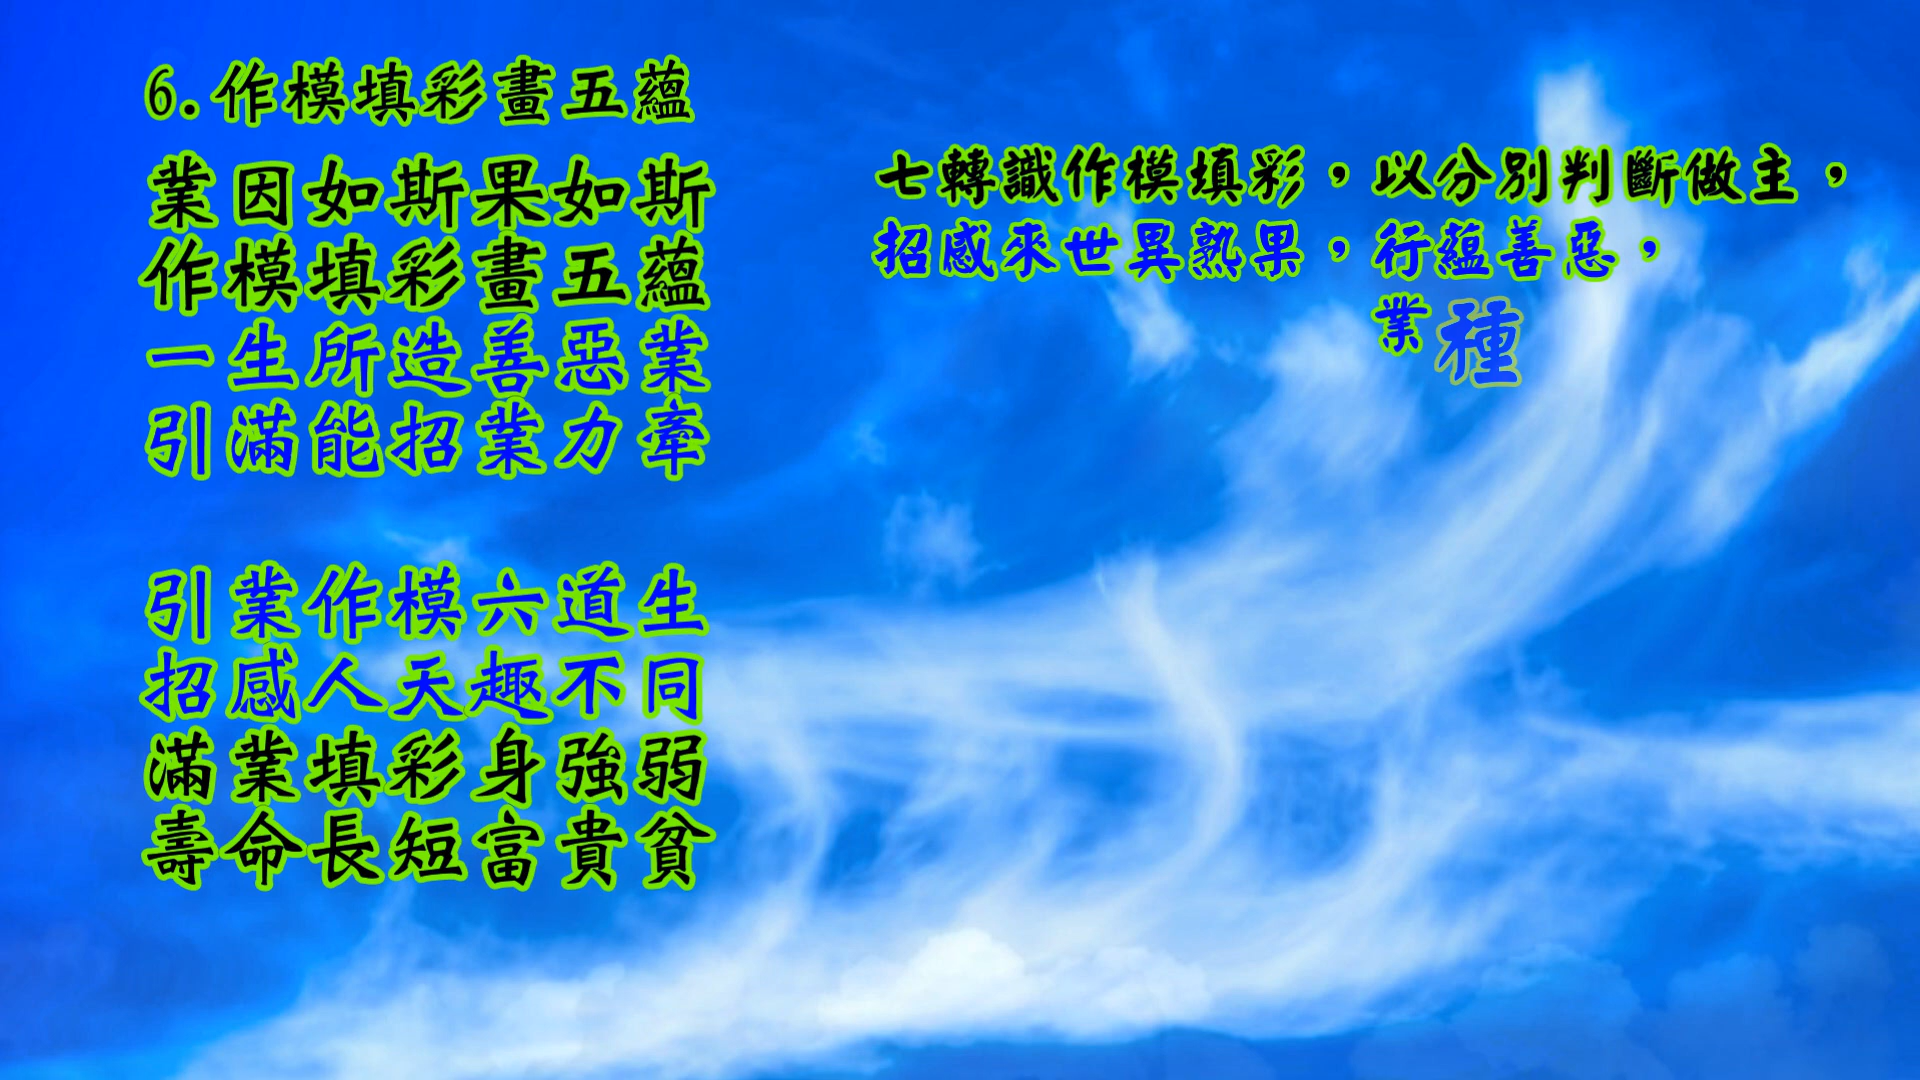 6.作模填彩畫五蘊
業因如斯果如斯
作模填彩畫五蘊
一生所造善惡業
引滿能招業力牽
引業作模六道生
招感人天趣不同
滿業填彩身強弱
壽命長短富貴貧
七轉識作模填彩，以分別判斷做主，
招感來世異熟果，行蘊善惡，
業種